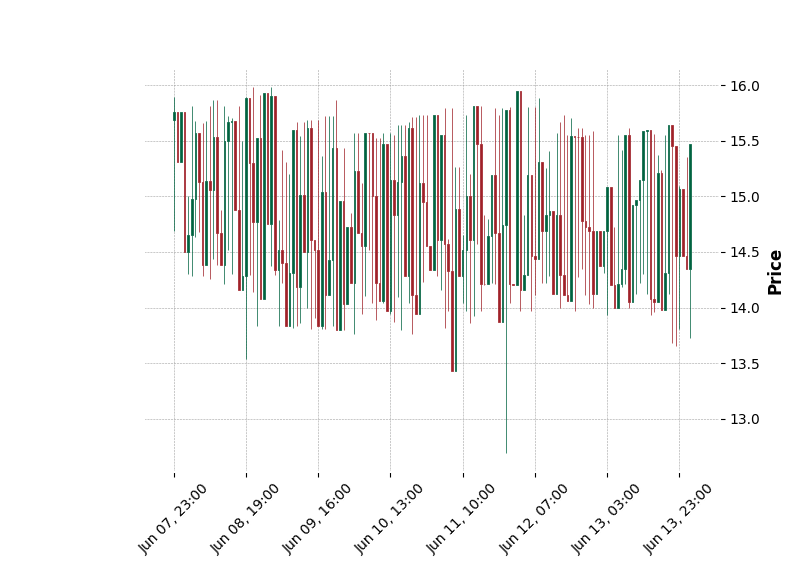 16.0
15.5
15.0
14.5
14.0
13.5
13.0
Price
Jun 07, 23:00
Jun 08, 19:00
Jun 09, 16:00
Jun 10, 13:00
Jun 11, 10:00
Jun 12, 07:00
Jun 13, 03:00
Jun 13, 23:00